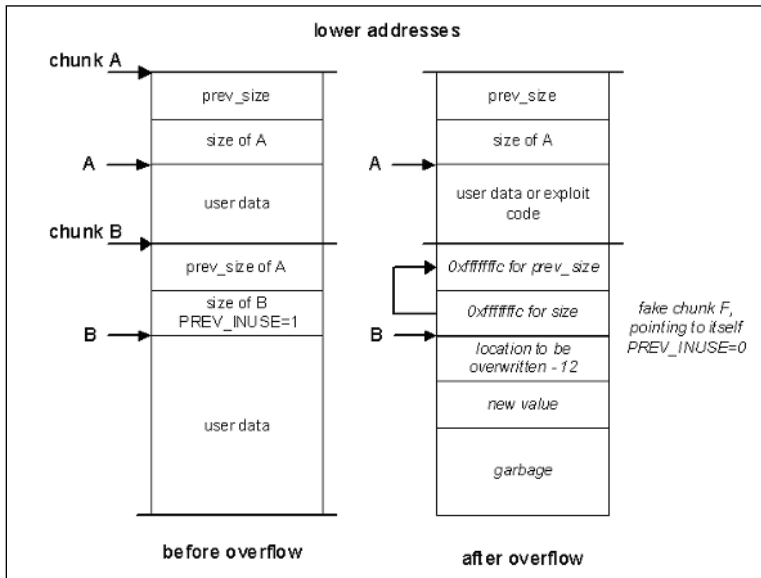 lower addresses
chunk A
prev_size
size of A
A
user data
chunk B
prev_size of A
size of B
PREV_INUSE=1
B
user data
before overflow
prev_size
size of A
A
user data or exploit
code
0xfffffffc for prev_size
0xfffffffc for size
B
location to be
overwritten - 12
new value
garbage
fake chunk F,
pointing to itself
PREV_INUSE=0
after overflow